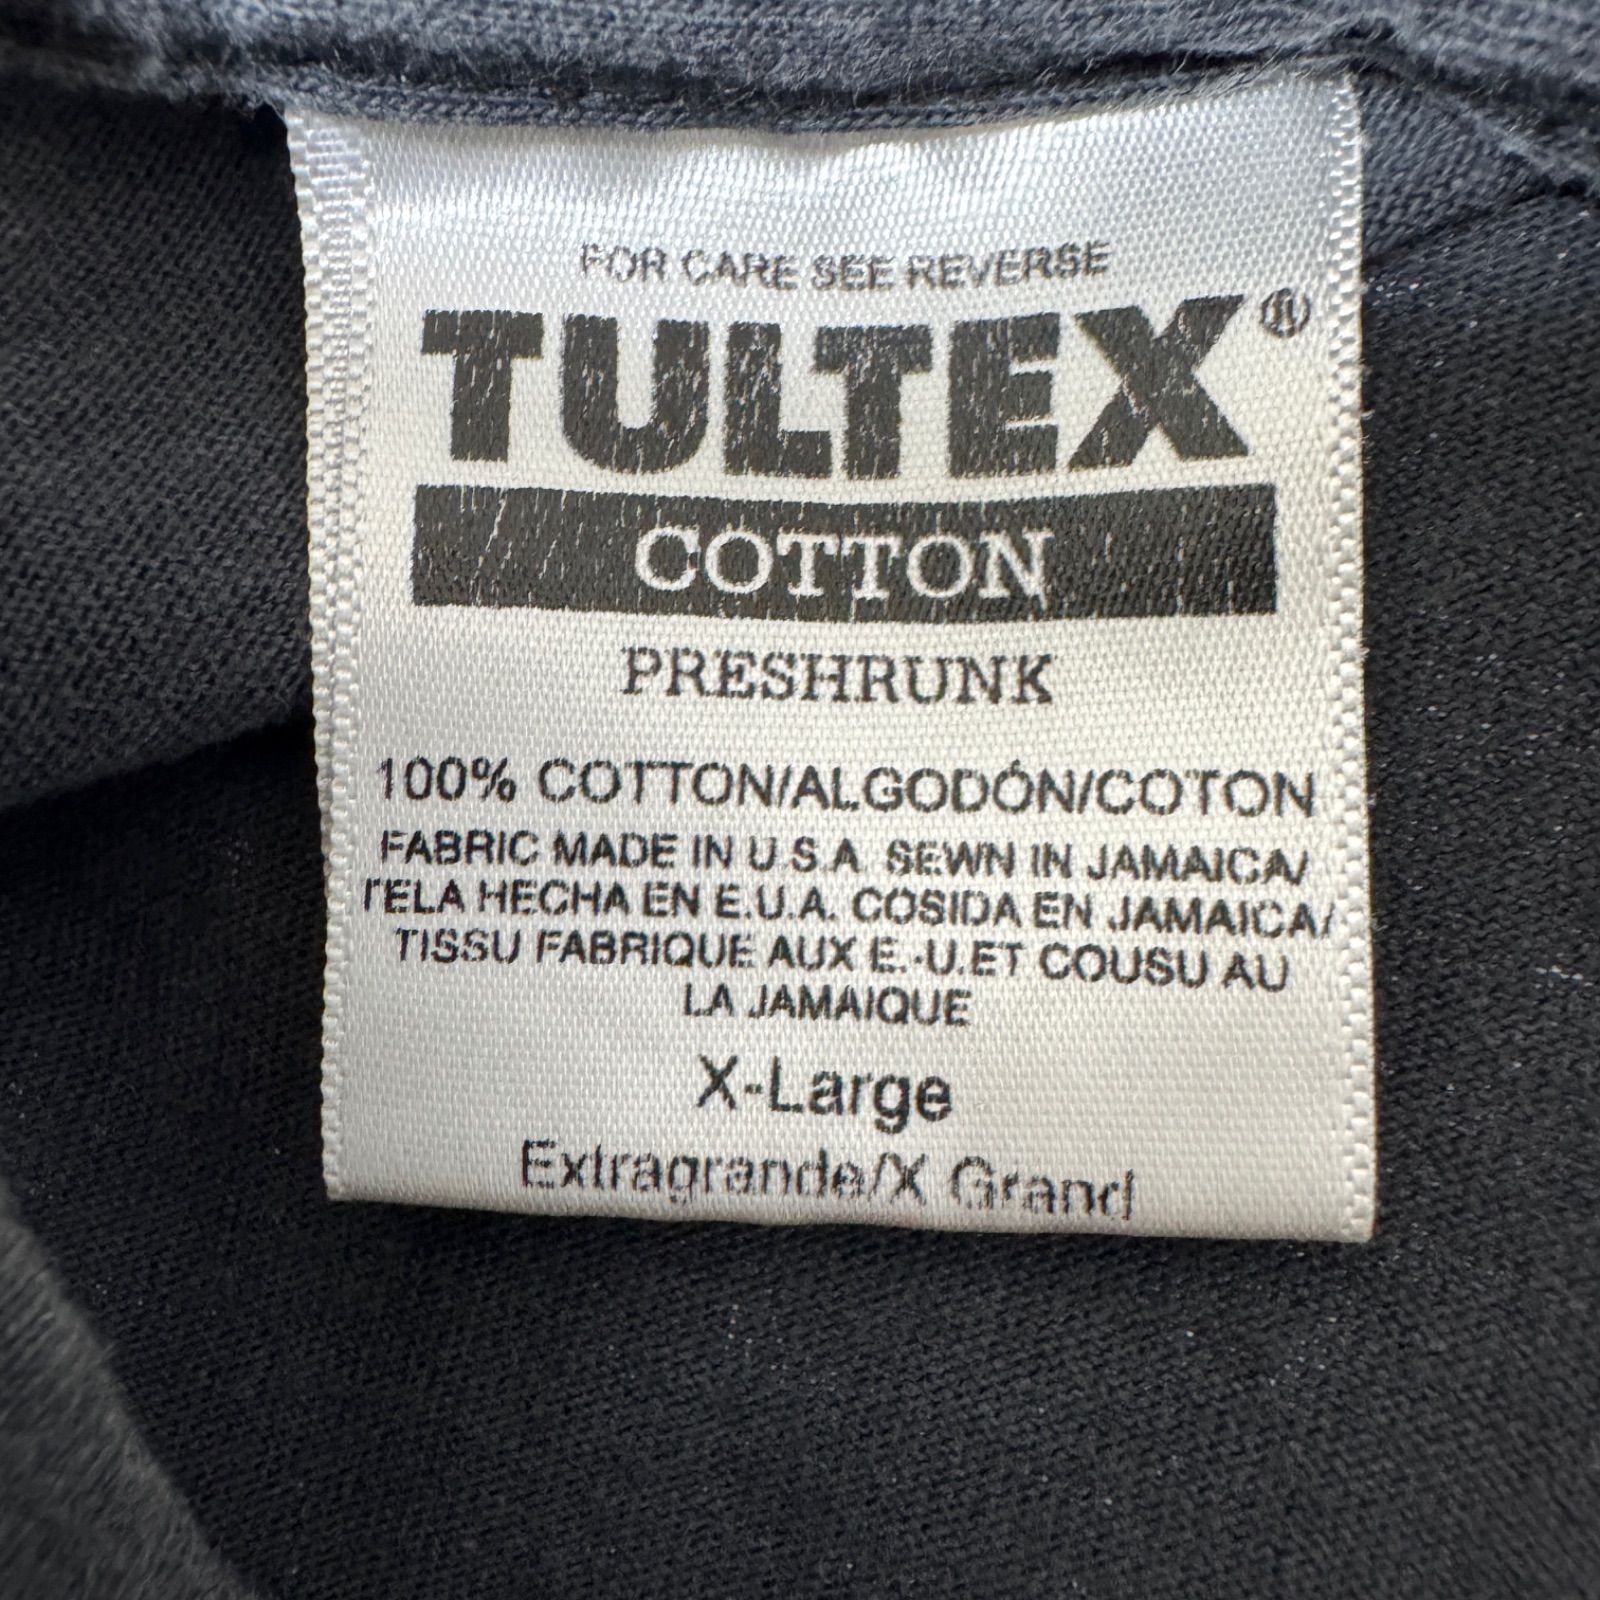 FOR CARE SEE REVERSE
TULTEX®
COTTON
PRESHRUNK
100% COTTON/ALGODÓN/COTON
FABRIC MADE IN U.S.A. SEWN IN JAMAICA/
TELA HECHA EN E.U.A. COSIDA EN JAMAICA/
TISSU FABRIQUE AUX E.-U.ET COUSU AU
LA JAMAIQUE
X-Large
Extragrande/X Grand